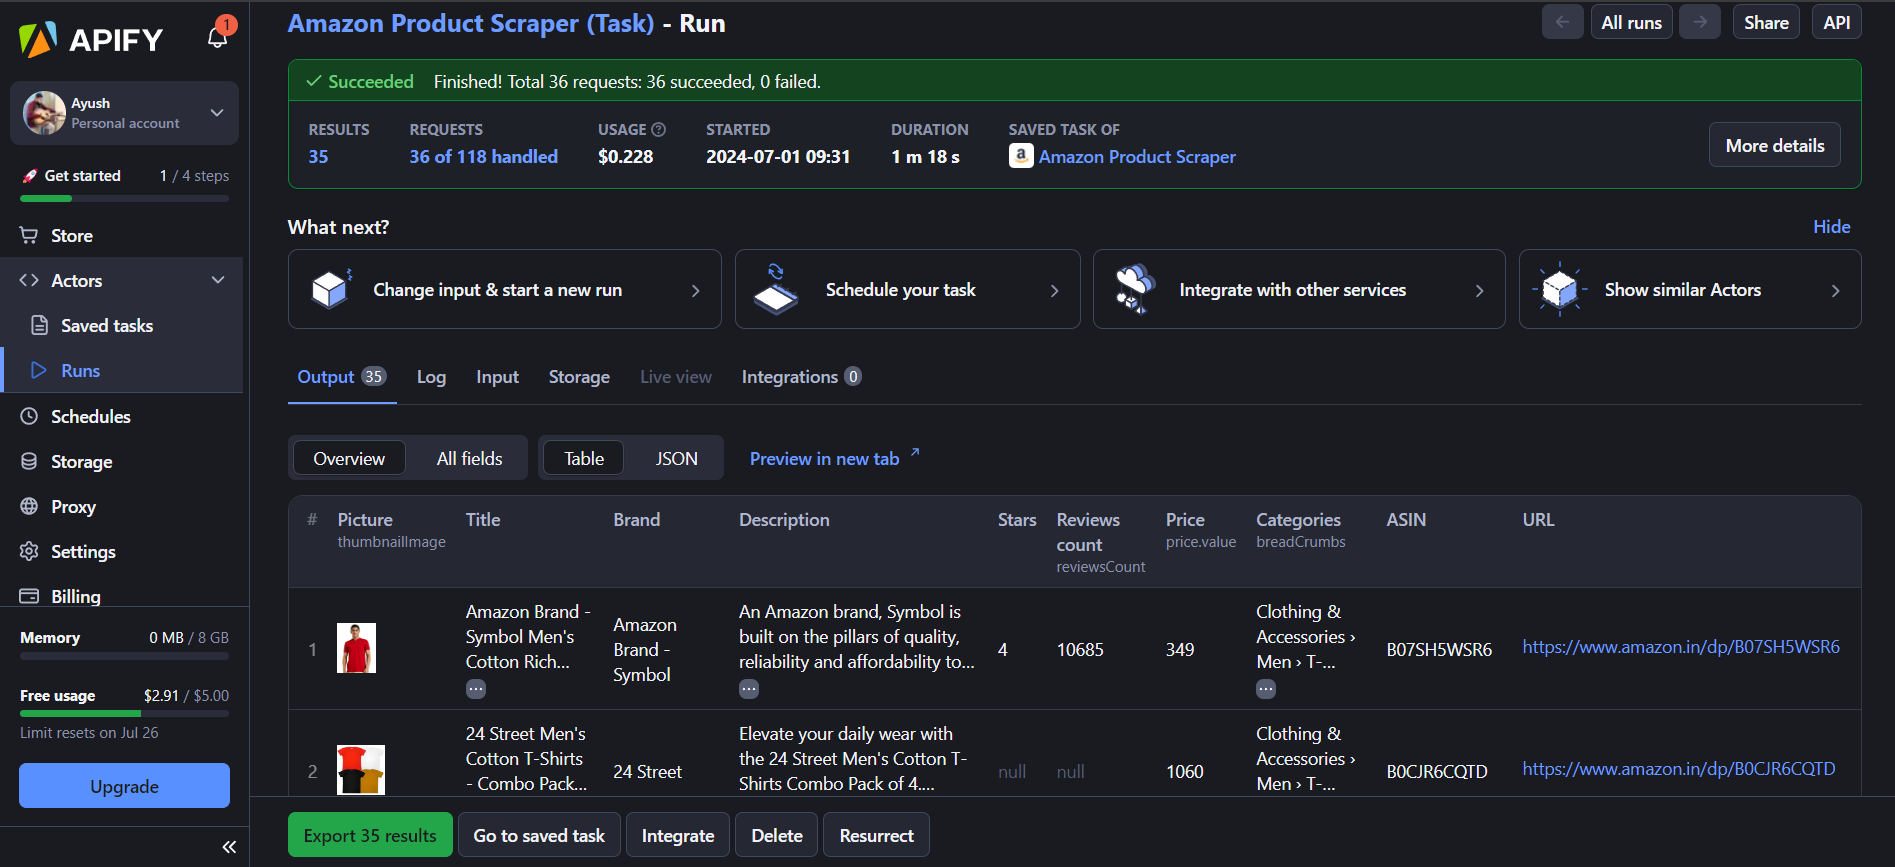 APIFY
1
Ayush
Personal account
Get started 1 / 4 steps
Store
Actors
Saved tasks
Runs
Schedules
Storage
Proxy
Settings
Billing
Memory 0 MB / 8 GB
Free usage $2.91 / $5.00
Limit resets on Jul 26
Upgrade
Amazon Product Scraper (Task) - Run
All runs
Share
API
Succeeded Finished! Total 36 requests: 36 succeeded, 0 failed.
RESULTS REQUESTS USAGE STARTED DURATION SAVED TASK OF
35 36 of 118 handled $0.228 2024-07-01 09:31 1 m 18 s a Amazon Product Scraper
More details
What next? Hide
Change input & start a new run
Schedule your task
Integrate with other services
Show similar Actors
Output 35 Log Input Storage Live view Integrations 0
Overview All fields Table JSON Preview in new tab
# Picture Title Brand Description Stars Reviews Price Categories ASIN URL
thumbnailImage count price.value breadCrumbs
reviewsCount
Amazon Brand - An Amazon brand, Symbol is Clothing &
Symbol Men's Amazon built on the pillars of quality, Accessories ›
1 Cotton Rich... Brand - reliability and affordability to... 4 10685 349 Men › T-... B07SH5WSR6 https://www.amazon.in/dp/B07SH5WSR6
Symbol
24 Street Men's Elevate your daily wear with Clothing &
Cotton T-Shirts the 24 Street Men's Cotton T- Accessories ›
2 - Combo Pack... 24 Street Shirts Combo Pack of 4.... null null 1060 Men › T-... B0CJR6CQTD https://www.amazon.in/dp/B0CJR6CQTD
Export 35 results Go to saved task Integrate Delete Resurrect